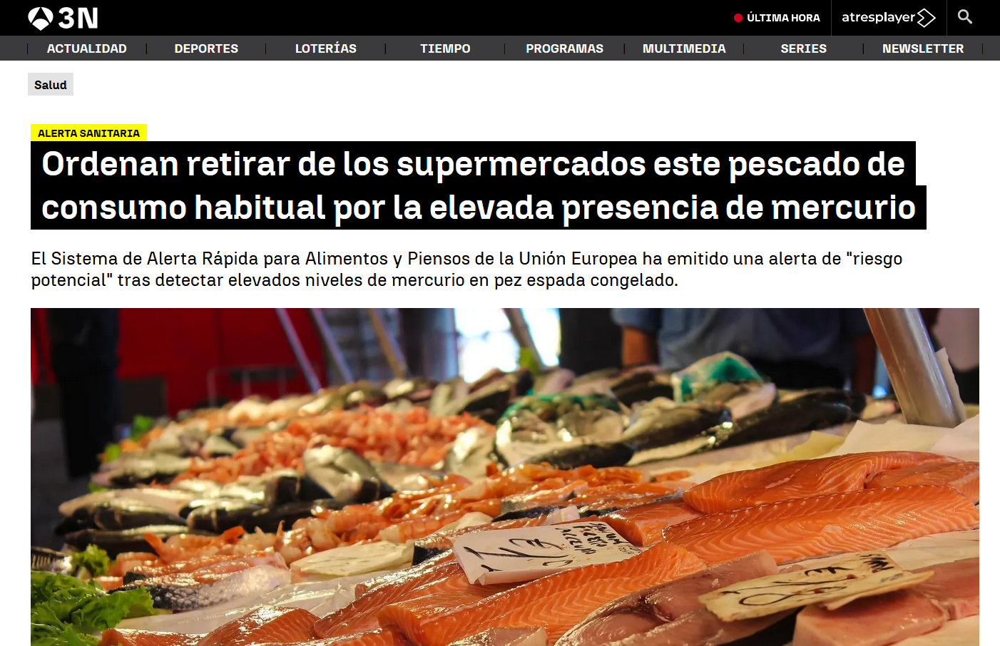 3N
ÚLTIMA HORA
atresplayer
ACTUALIDAD
DEPORTES
LOTERÍAS
TIEMPO
PROGRAMAS
MULTIMEDIA
SERIES
NEWSLETTER
Salud
ALERTA SANITARIA
Ordenan retirar de los supermercados este pescado de
consumo habitual por la elevada presencia de mercurio
El Sistema de Alerta Rápida para Alimentos y Piensos de la Unión Europea ha emitido una alerta de "riesgo
potencial" tras detectar elevados niveles de mercurio en pez espada congelado.